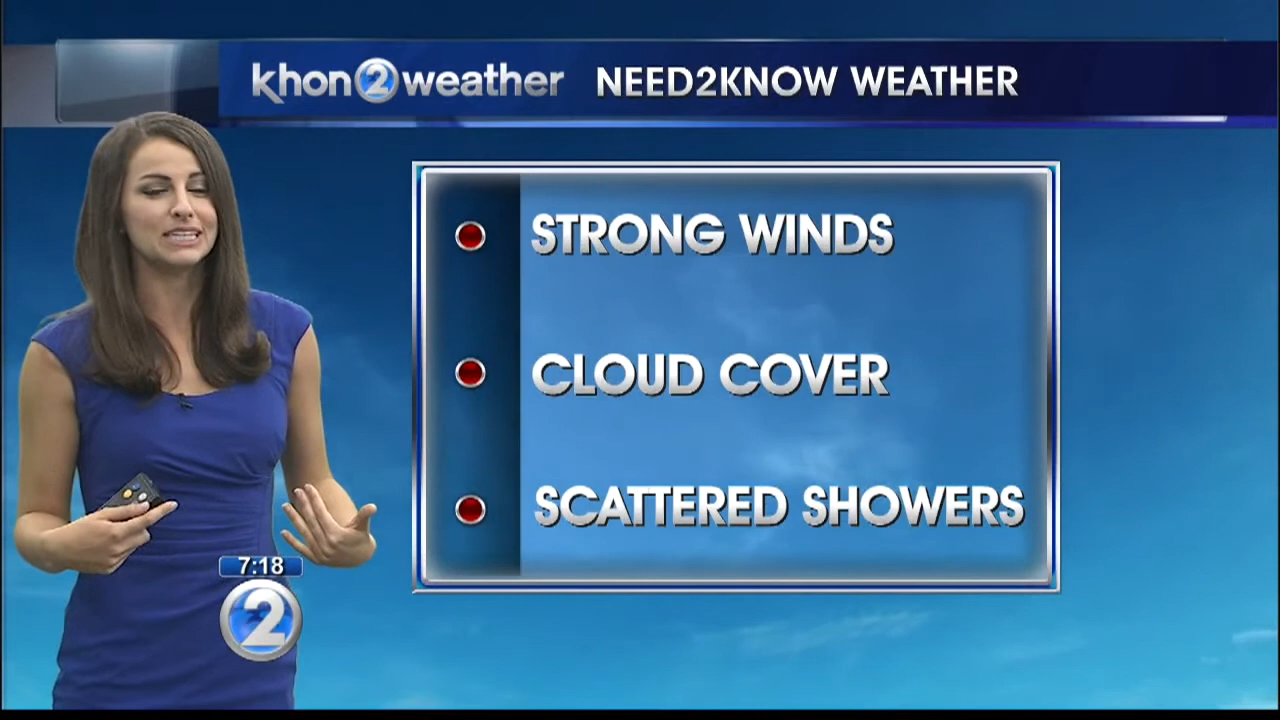 khon2weather NEED2KNOW WEATHER
STRONG WINDS
CLOUD COVER
SCATTERED SHOWERS
7:18
2